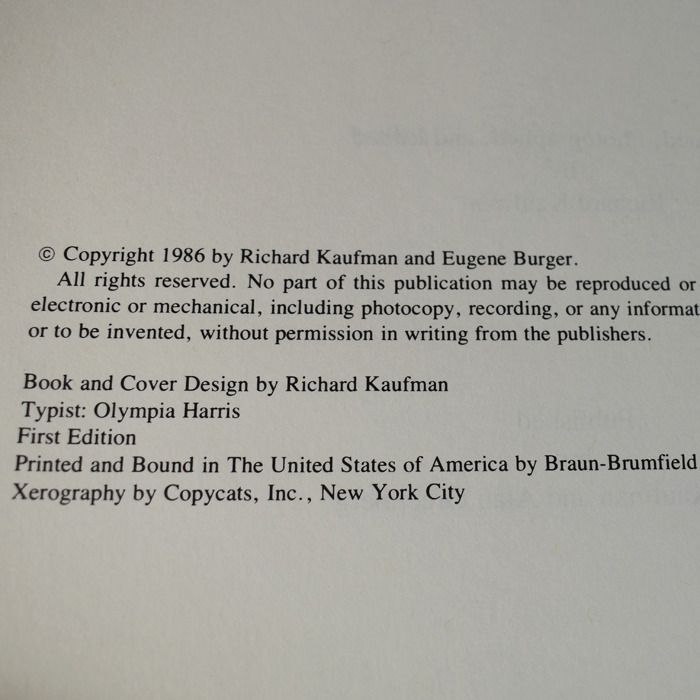 © Copyright 1986 by Richard Kaufman and Eugene Burger.
All rights reserved. No part of this publication may be reproduced or
electronic or mechanical, including photocopy, recording, or any informat
or to be invented, without permission in writing from the publishers.
Book and Cover Design by Richard Kaufman
Typist: Olympia Harris
First Edition
Printed and Bound in The United States of America by Braun-Brumfield
Xerography by Copycats, Inc., New York City